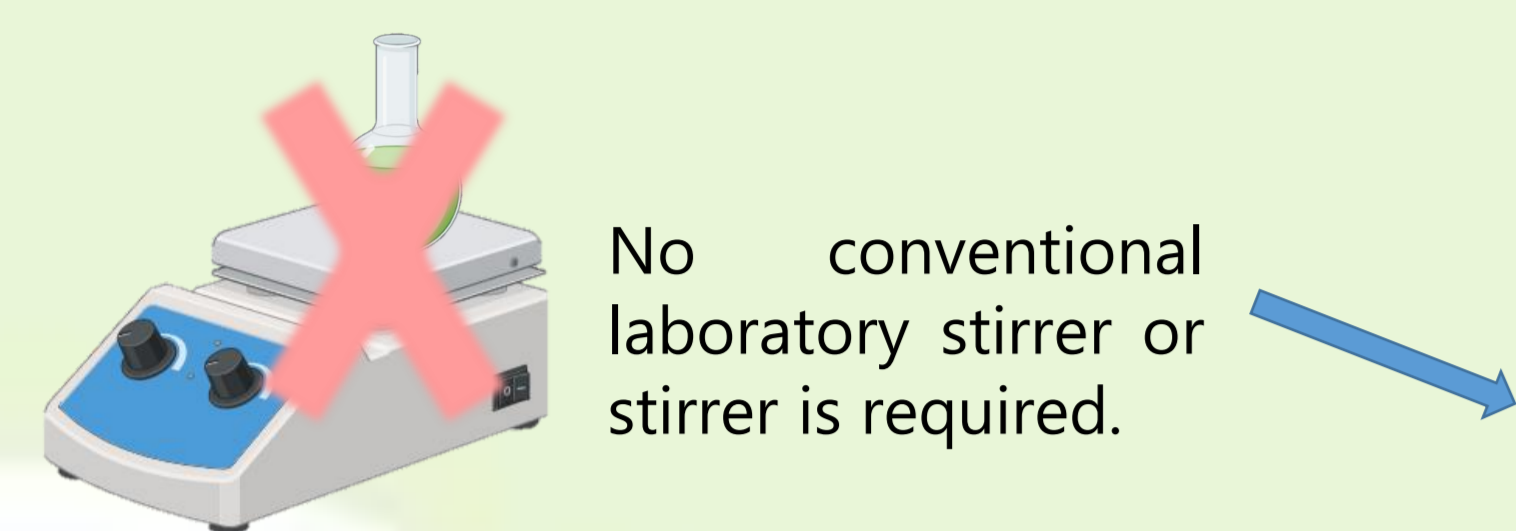 No conventional
laboratory stirrer or
stirrer is required.